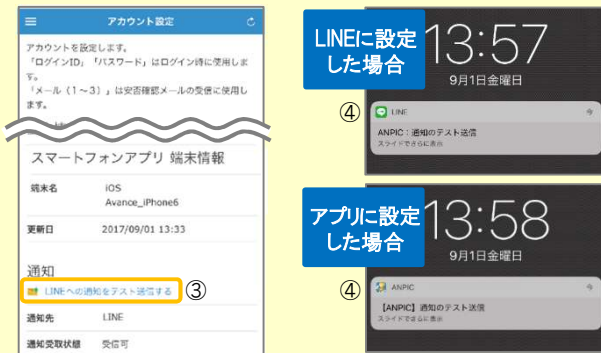 アカウント設定
アカウントを設定します。
「ログインID」「パスワード」はログイン時に使用しま
す。
「メール（1～3）」は安否確認メールの受信に使用し
ます。
スマートフォンアプリ 端末情報
端末名 iOS
Avance_iPhone6
更新日 2017/09/01 13:33
通知
LINEへの通知をテスト送信する ③
通知先 LINE
通知受取状態 受信可
LINEに設定
した場合
13:57
9月1日金曜日
④
LINE 今
ANPIC：通知のテスト送信
スライドでさらに表示
アプリに設定
した場合
13:58
9月1日金曜日
④
ANPIC 今
【ANPIC】通知のテスト送信
スライドでさらに表示